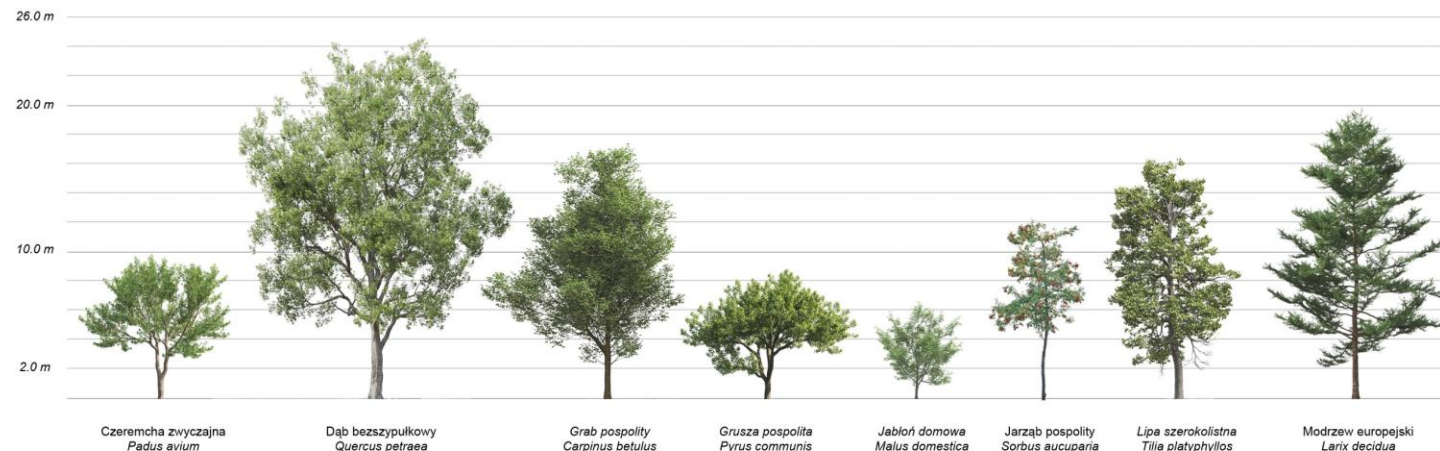 26.0 m
20.0 m
10.0 m
2.0 m
Czeremcha zwyczajna
Padus avium
Dąb bezszypułkowy
Quercus petraea
Grab pospolity
Carpinus betulus
Grusza pospolita
Pyrus communis
Jabłoń domowa
Malus domestica
Jarząb pospolity
Sorbus aucuparia
Lipa szerokolistna
Tilia platyphyllos
Modrzew europejski
Larix decidua